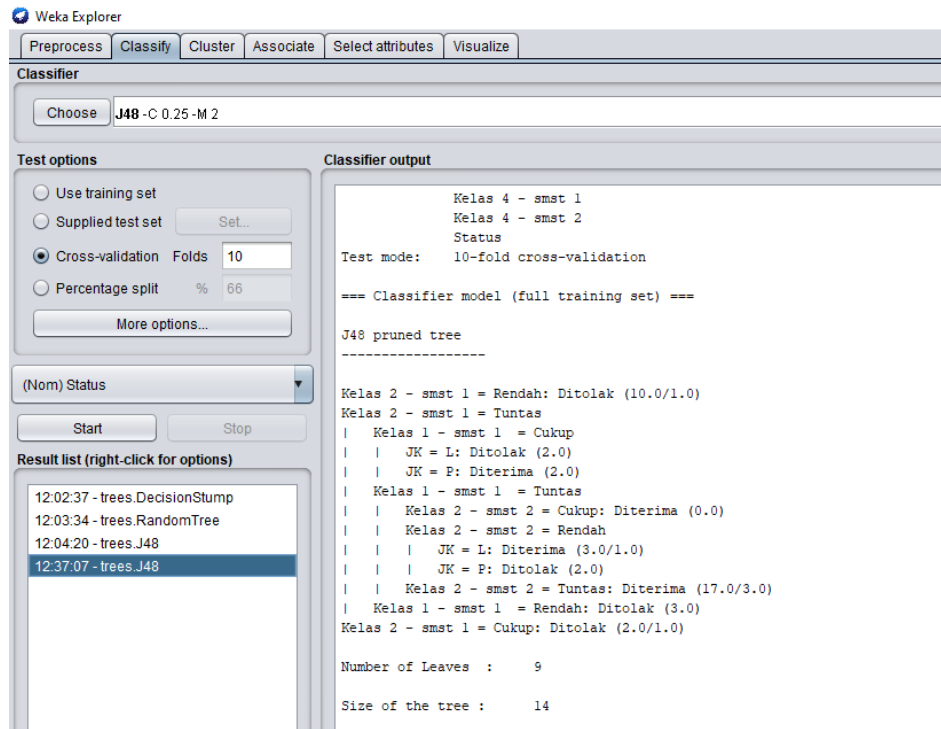 Weka Explorer
Preprocess Classify Cluster Associate Select attributes Visualize
Classifier
Choose J48 -C 0.25 -M 2
Test options
Use training set
Supplied test set Set...
Cross-validation Folds 10
Percentage split % 66
More options...
(Nom) Status
Start Stop
Result list (right-click for options)
12:02:37 - trees.DecisionStump
12:03:34 - trees.RandomTree
12:04:20 - trees.J48
12:37:07 - trees.J48
Classifier output
Kelas 4 - smst 1
Kelas 4 - smst 2
Status
Test mode: 10-fold cross-validation
=== Classifier model (full training set) ===
J48 pruned tree
------------------
Kelas 2 - smst 1 = Rendah: Ditolak (10.0/1.0)
Kelas 2 - smst 1 = Tuntas
|   Kelas 1 - smst 1  = Cukup
|   |   JK = L: Ditolak (2.0)
|   |   JK = P: Diterima (2.0)
|   Kelas 1 - smst 1  = Tuntas
|   |   Kelas 2 - smst 2 = Cukup: Diterima (0.0)
|   |   Kelas 2 - smst 2 = Rendah
|   |   |   JK = L: Diterima (3.0/1.0)
|   |   |   JK = P: Ditolak (2.0)
|   |   Kelas 2 - smst 2 = Tuntas: Diterima (17.0/3.0)
|   Kelas 1 - smst 1  = Rendah: Ditolak (3.0)
Kelas 2 - smst 1 = Cukup: Ditolak (2.0/1.0)
Number of Leaves  : 9
Size of the tree : 14